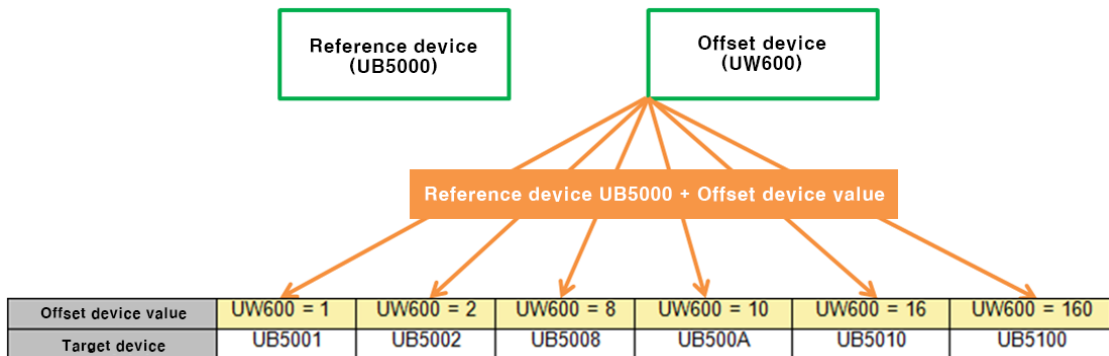 Reference device
(UB5000)
Offset device
(UW600)
Reference device UB5000 + Offset device value
Offset device value UW600 = 1 UW600 = 2 UW600 = 8 UW600 = 10 UW600 = 16 UW600 = 160
Target device UB5001 UB5002 UB5008 UB500A UB5010 UB5100